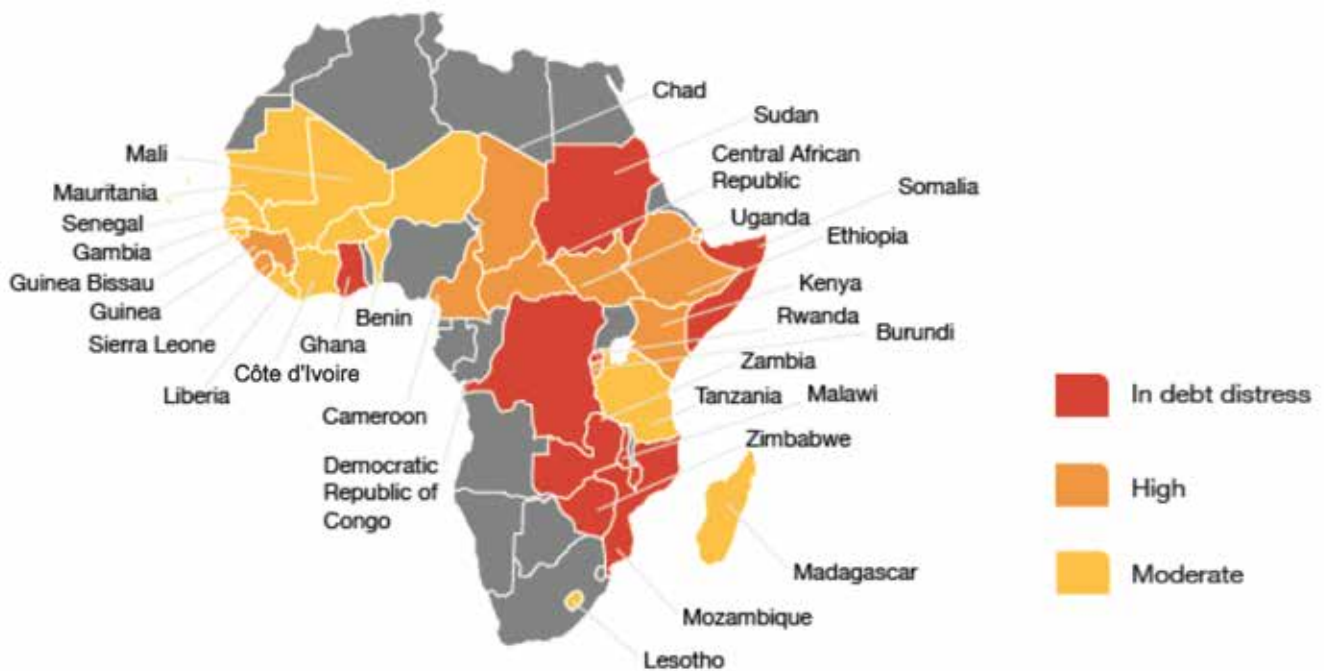 Chad
Sudan
Central African
Republic
Somalia
Uganda
Ethiopia
Kenya
Rwanda
Burundi
Zambia
Tanzania
Malawi
Zimbabwe
Madagascar
Mozambique
Lesotho
Mali
Mauritania
Senegal
Gambia
Guinea Bissau
Guinea
Sierra Leone
Liberia
Côte d'Ivoire
Ghana
Benin
Cameroon
Democratic
Republic of
Congo
In debt distress
High
Moderate